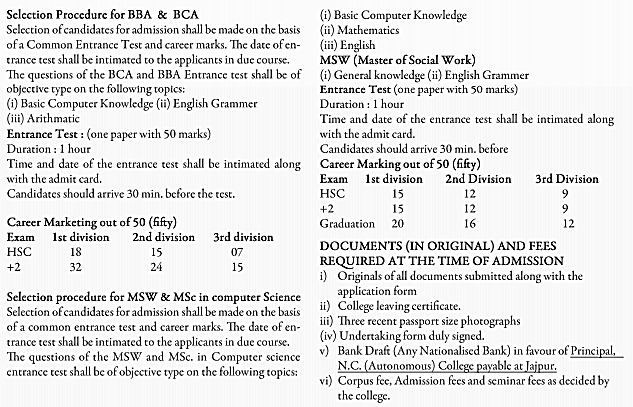 Selection Procedure for BBA & BCA
Selection of candidates for admission shall be made on the basis
of a Common Entrance Test and career marks. The date of en-
trance test shall be intimated to the applicants in due course.
The questions of the BCA and BBA Entrance test shall be of
objective type on the following topics:
(i) Basic Computer Knowledge (ii) English Grammer
(iii) Arithmatic
Entrance Test : (one paper with 50 marks)
Duration : 1 hour
Time and date of the entrance test shall be intimated along
with the admit card.
Candidates should arrive 30 min. before the test.
Career Marketing out of 50 (fifty)
Exam 1st division 2nd division 3rd division
HSC 18 15 07
+2 32 24 15
Selection procedure for MSW & MSc in computer Science
Selection of candidates for admission shall be made on the basis
of a common entrance test and career marks. The date of en-
trance test shall be intimated to the applicants in due course.
The questions of the MSW and MSc. in Computer science
entrance test shall be of objective type on the following topics:
(i) Basic Computer Knowledge
(ii) Mathematics
(iii) English
MSW (Master of Social Work)
(i) General knowledge (ii) English Grammer
Entrance Test (one paper with 50 marks)
Duration : 1 hour
Time and date of the entrance test shall be intimated along
with the admit card.
Candidates should arrive 30 min. before
Career Marking out of 50 (fifty)
Exam 1st division 2nd Division 3rd Division
HSC 15 12 9
+2 15 12 9
Graduation 20 16 12
DOCUMENTS (IN ORIGINAL) AND FEES
REQUIRED AT THE TIME OF ADMISSION
i) Originals of all documents submitted along with the
application form
ii) College leaving certificate.
iii) Three recent passport size photographs
(iv) Undertaking form duly signed.
v) Bank Draft (Any Nationalised Bank) in favour of Principal,
N.C. (Autonomous) College payable at Jajpur.
vi) Corpus fee, Admission fees and seminar fees as decided by
the college.